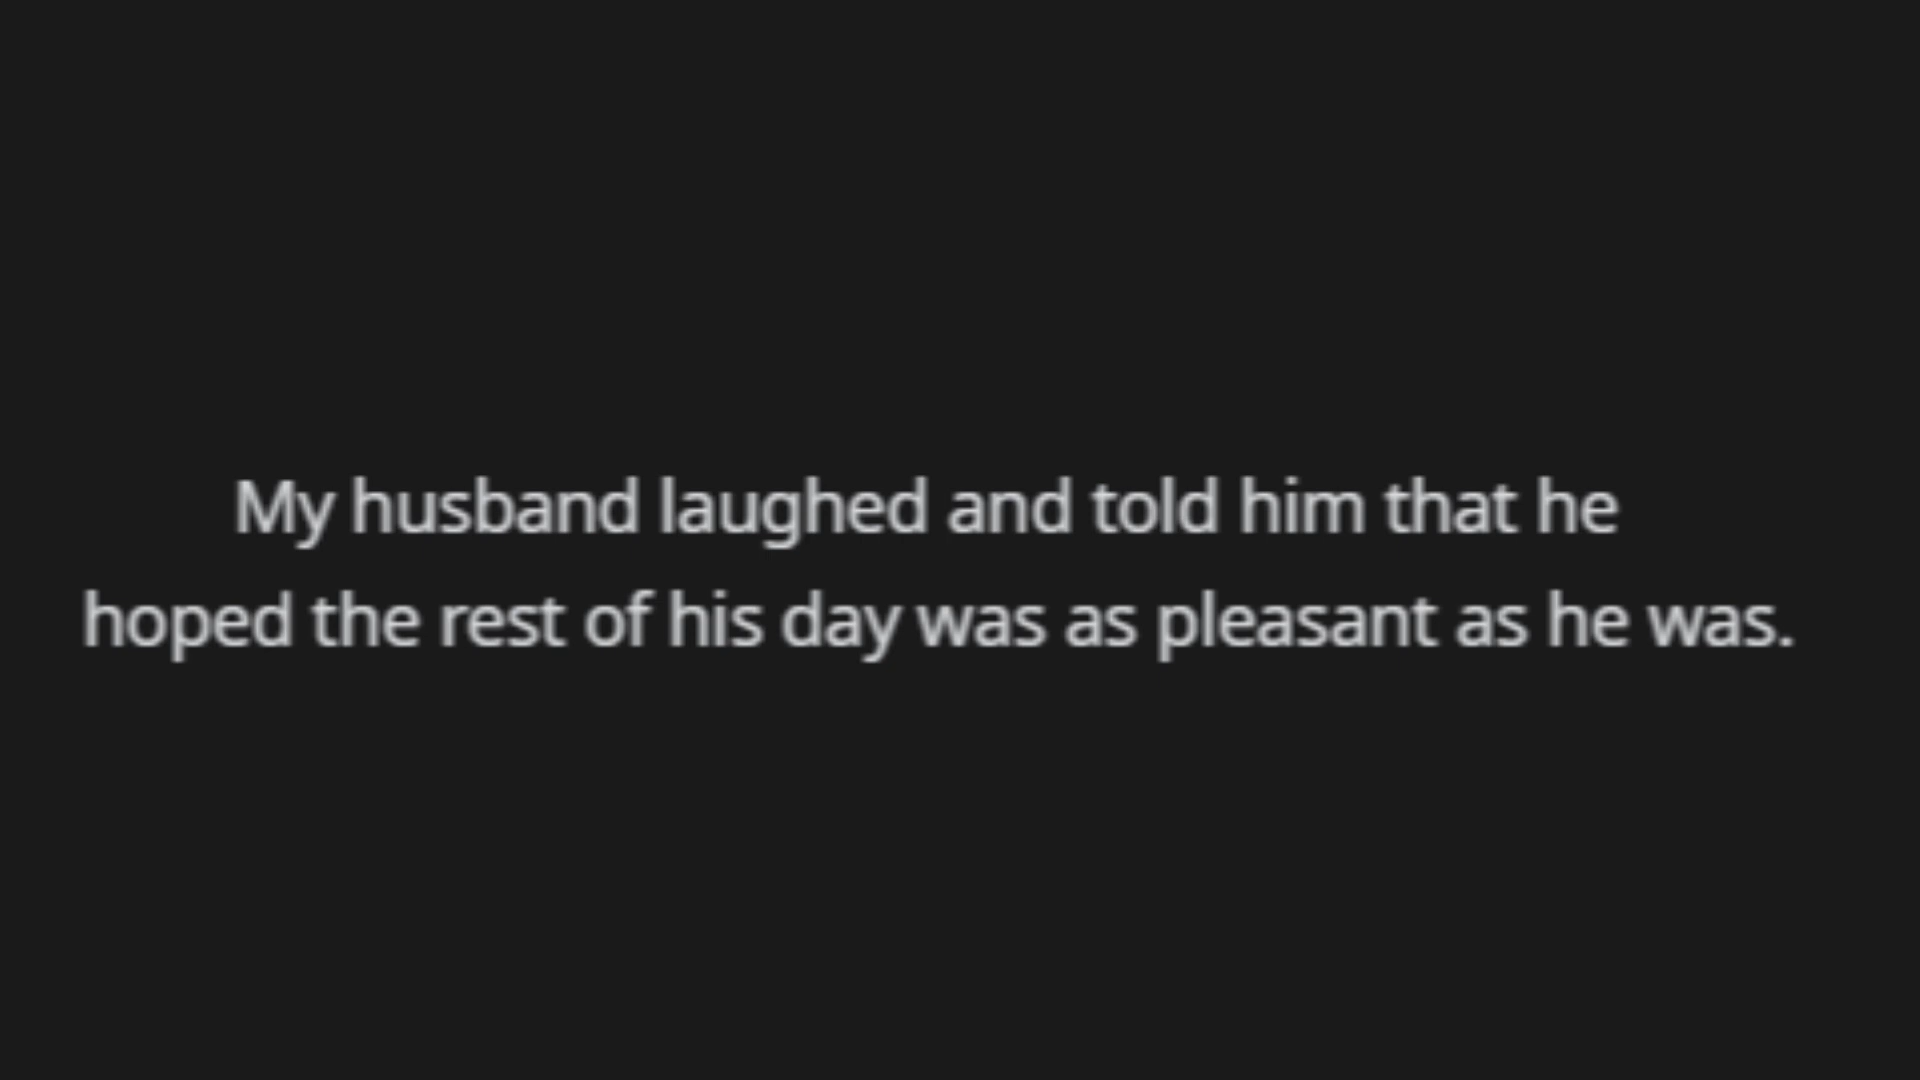 My husband laughed and told him that he
hoped the rest of his day was as pleasant as he was.